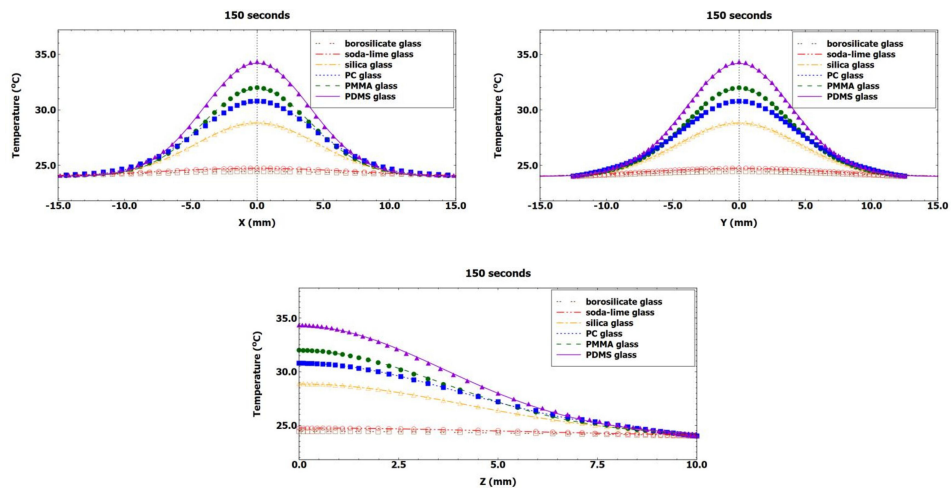 150 seconds
35.0
30.0
25.0
Temperature (°C)
borosilicate glass
soda-lime glass
silica glass
PC glass
PMMA glass
PDMS glass
-15.0 -10.0 -5.0 0.0 5.0 10.0 15.0
X (mm)
150 seconds
35.0
30.0
25.0
Temperature (°C)
borosilicate glass
soda-lime glass
silica glass
PC glass
PMMA glass
PDMS glass
-15.0 -10.0 -5.0 0.0 5.0 10.0 15.0
Y (mm)
150 seconds
35.0
30.0
25.0
Temperature (°C)
borosilicate glass
soda-lime glass
silica glass
PC glass
PMMA glass
PDMS glass
0.0 2.5 5.0 7.5 10.0
Z (mm)